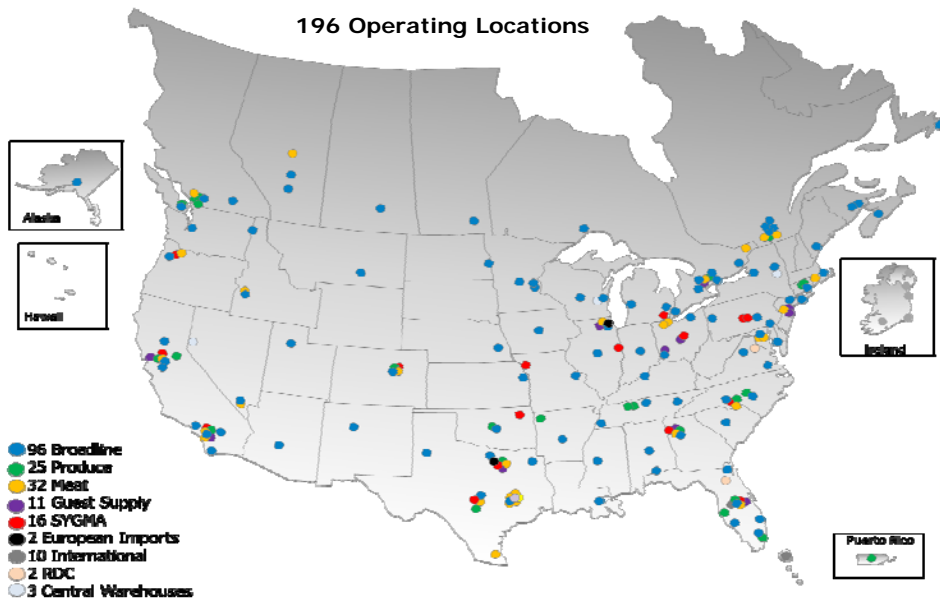 196 Operating Locations
Alaska
Hawaii
Ireland
96 Broadline
25 Produce
32 Meat
11 Guest Supply
16 SYGMA
2 European Imports
10 International
2 RDC
3 Central Warehouses
Puerto Rico